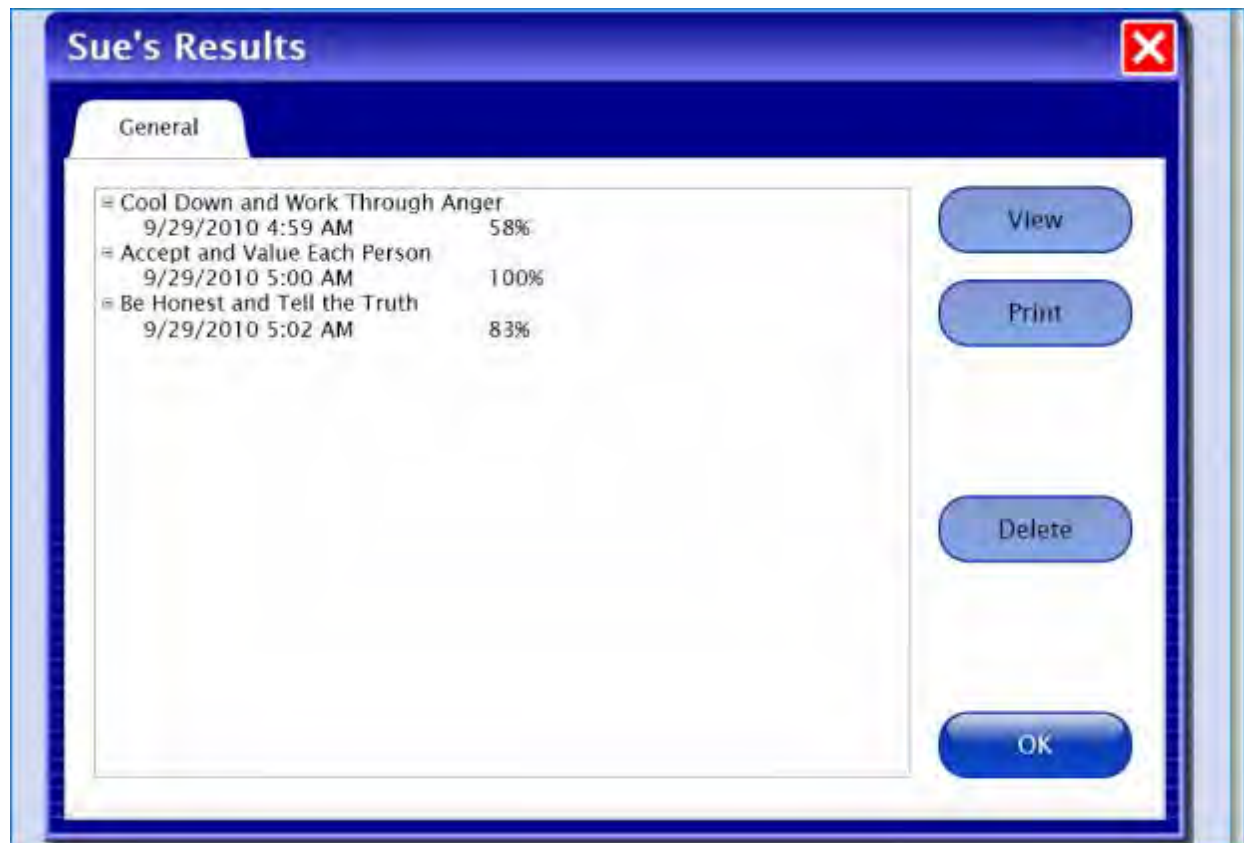 Sue's Results
General
Cool Down and Work Through Anger
9/29/2010 4:59 AM 58%
Accept and Value Each Person
9/29/2010 5:00 AM 100%
Be Honest and Tell the Truth
9/29/2010 5:02 AM 83%
View
Print
Delete
OK